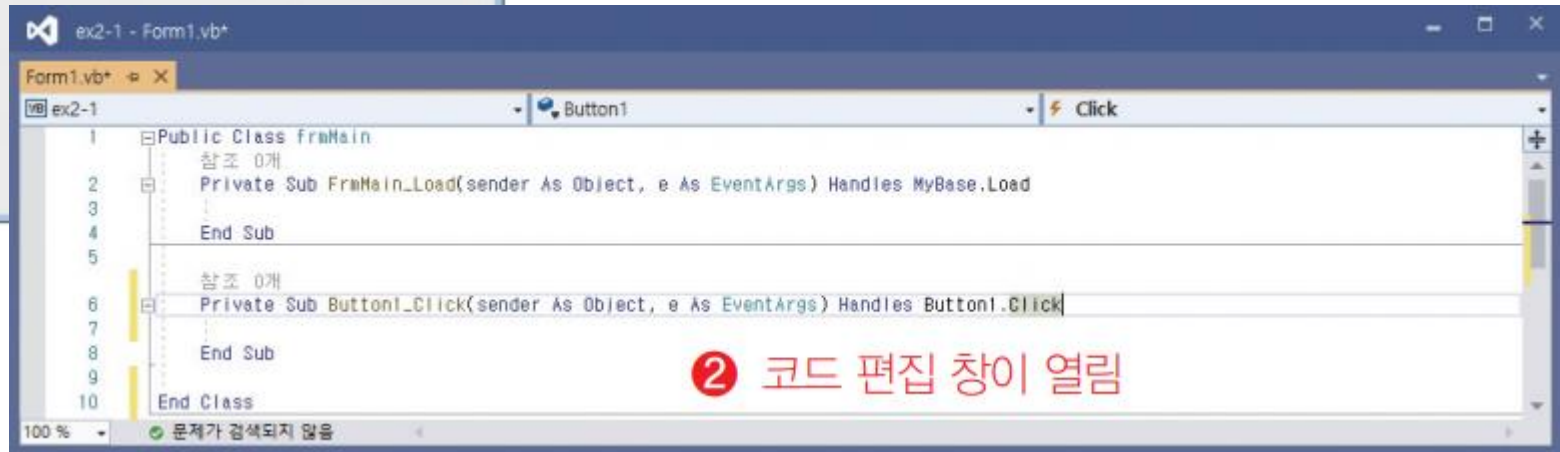 ex2-1 - Form1.vb*
Form1.vb*
VB ex2-1 Button1 Click
1 Public Class frmMain
참조 0개
2 Private Sub FrmMain_Load(sender As Object, e As EventArgs) Handles MyBase.Load
3
4 End Sub
5
참조 0개
6 Private Sub Button1_Click(sender As Object, e As EventArgs) Handles Button1.Click
7
8 End Sub
9
10 End Class
❷ 코드 편집 창이 열림
100 % 문제가 검색되지 않음